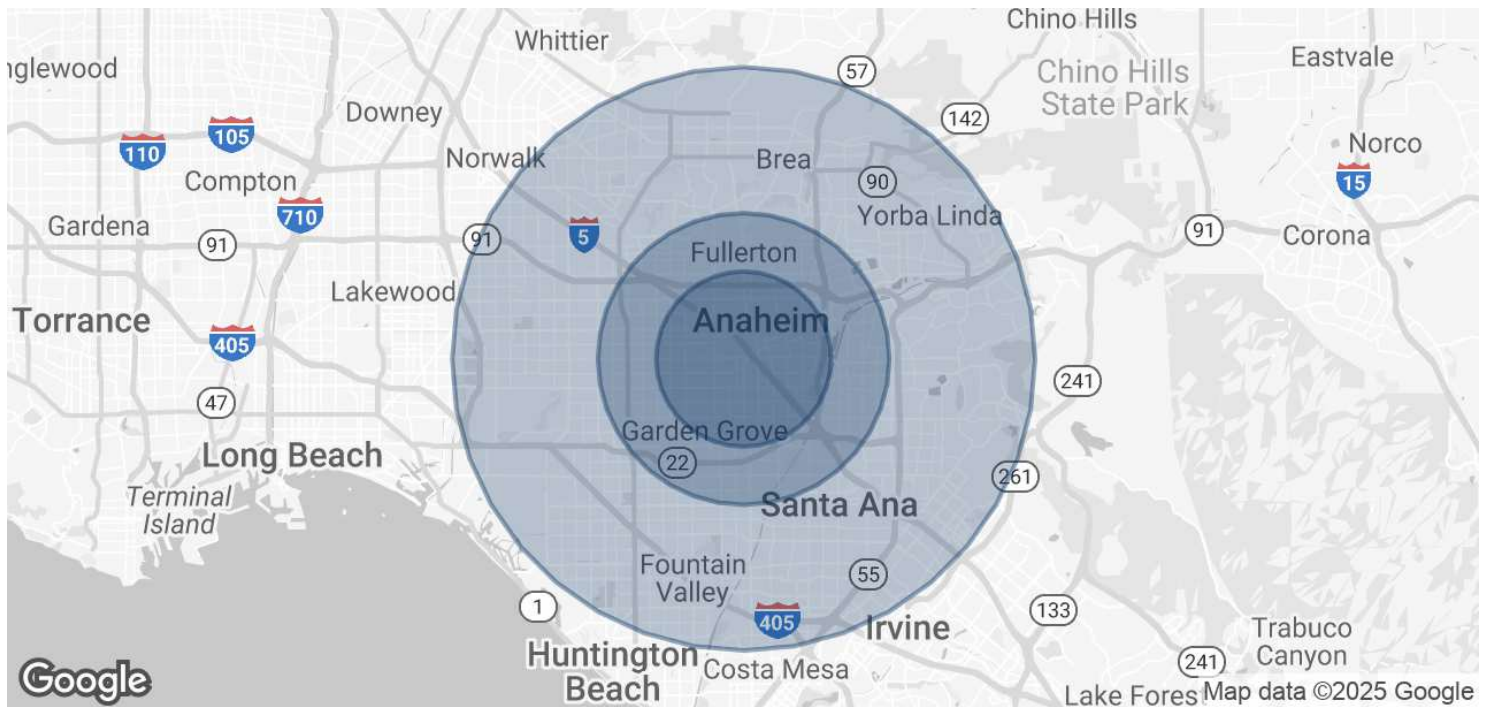 Chino Hills
Whittier
Eastvale
nglewood
57
Chino Hills
State Park
Downey
142
105
110
Norwalk
Brea
Norco
Compton
90
15
710
Yorba Linda
Gardena
91
5
91
91
Corona
Fullerton
Lakewood
Torrance
Anaheim
405
241
47
Garden Grove
Long Beach
22
261
Terminal
Island
Santa Ana
Fountain
Valley
55
1
405
133
Irvine
Trabuco
Canyon
Huntington
Beach
Costa Mesa
241
Google
Lake Forest
Map data ©2025 Google